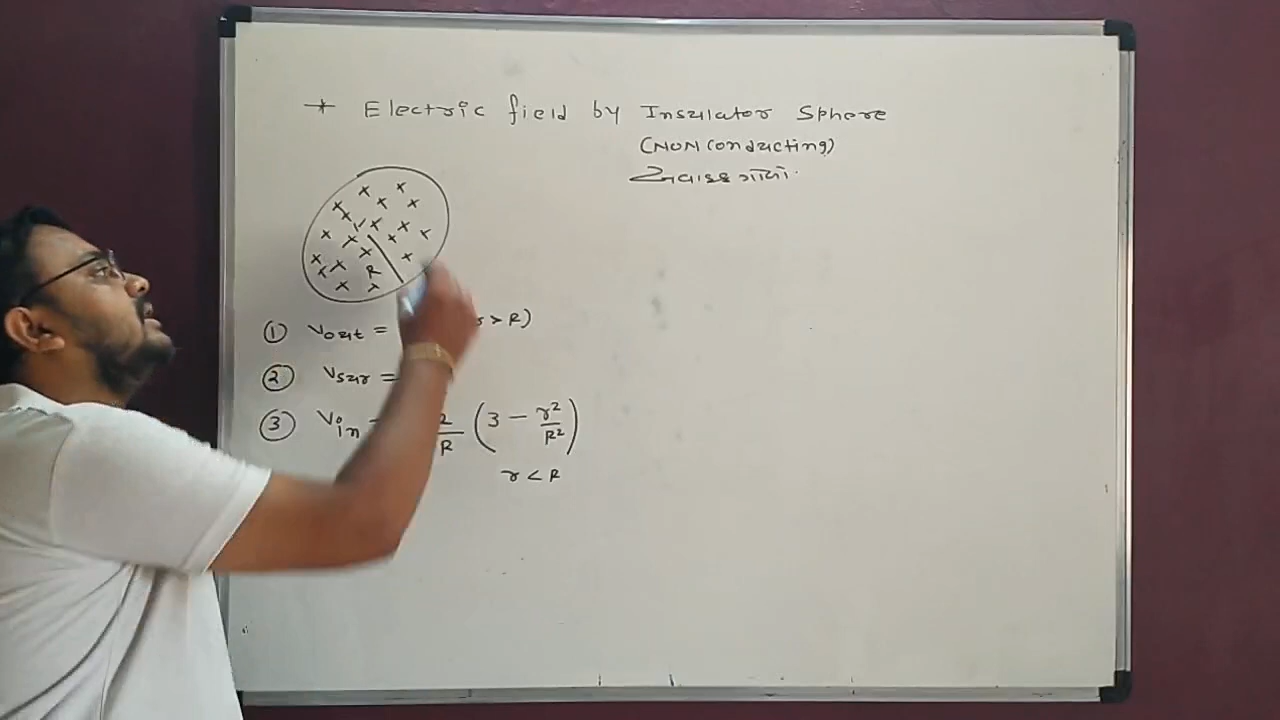 * Electric field by Insulator Sphere
(NON Conducting)
અવાહક ગોળો.
R
① Vout = > R)
② Vsur =
③ Vin = R (3 − r²/R²)
r < R